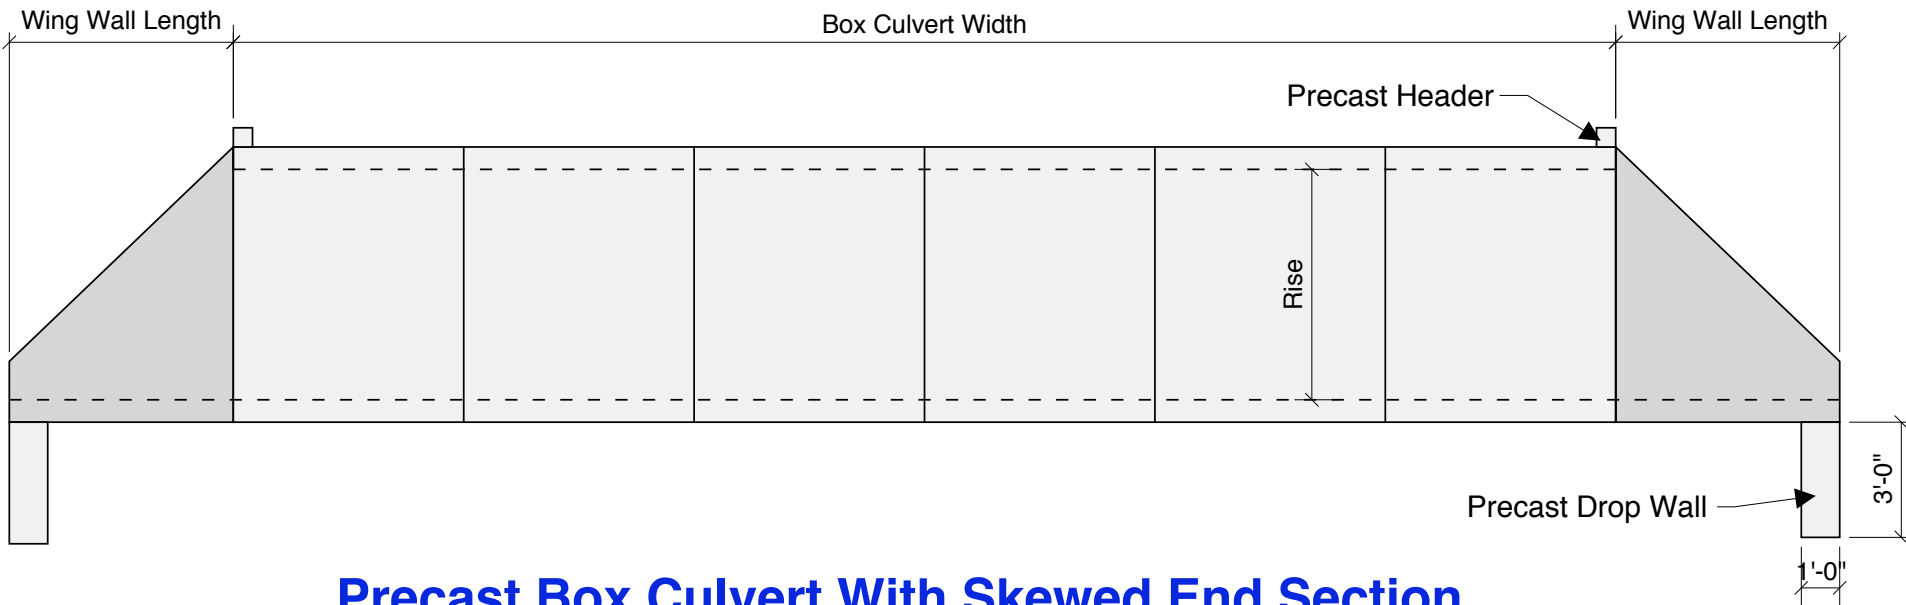 Wing Wall Length
Box Culvert Width
Wing Wall Length
Precast Header
Rise
3'-0"
Precast Drop Wall
1'-0"
Precast Box Culvert With Skewed End Section